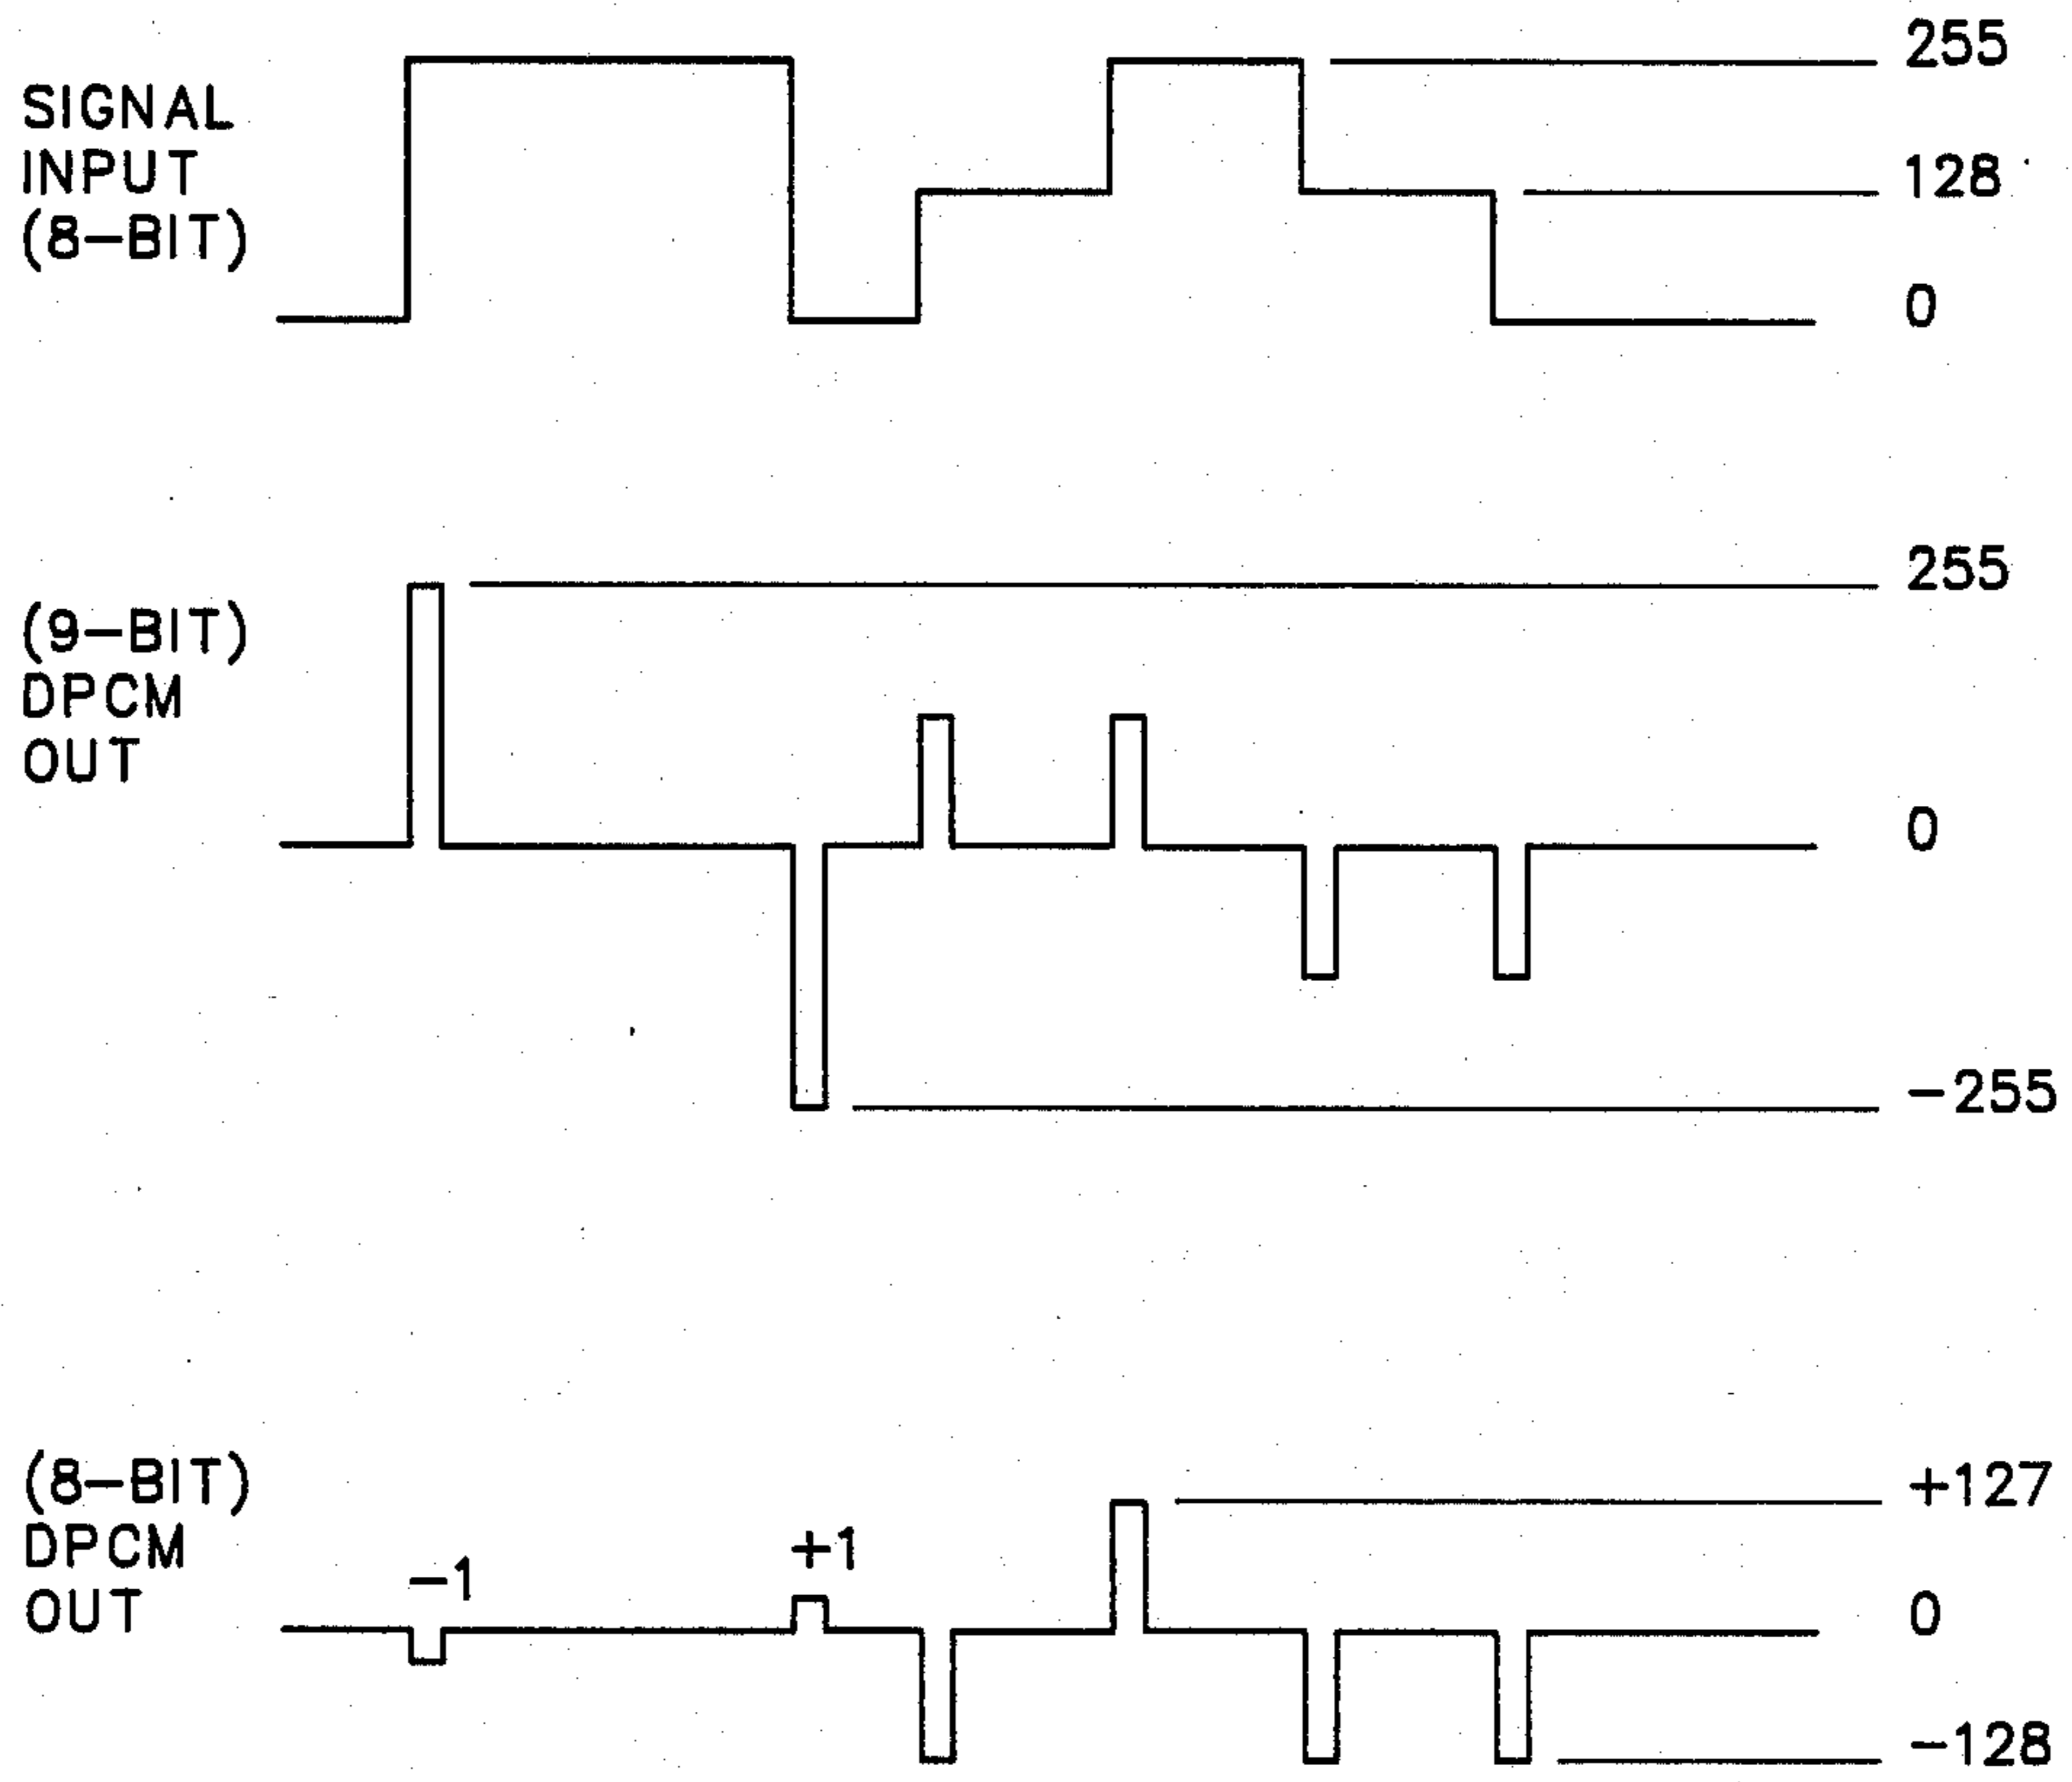 SIGNAL
INPUT
(8-BIT)
255
128
0
(9-BIT)
DPCM
OUT
255
0
-255
(8-BIT)
DPCM
OUT
-1
+1
+127
0
-128